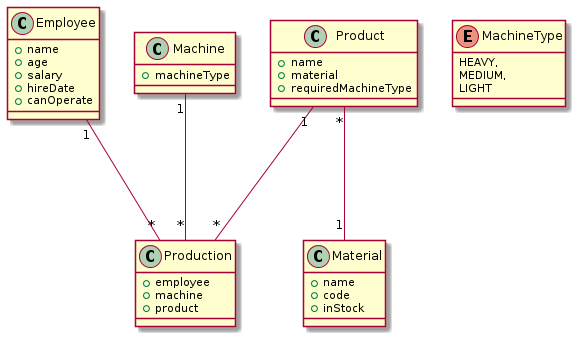 C Employee
name
age
salary
hireDate
canOperate
C Machine
machineType
C Product
name
material
requiredMachineType
E MachineType
HEAVY,
MEDIUM,
LIGHT
1
1
1
*
*
*
*
1
C Production
employee
machine
product
C Material
name
code
inStock